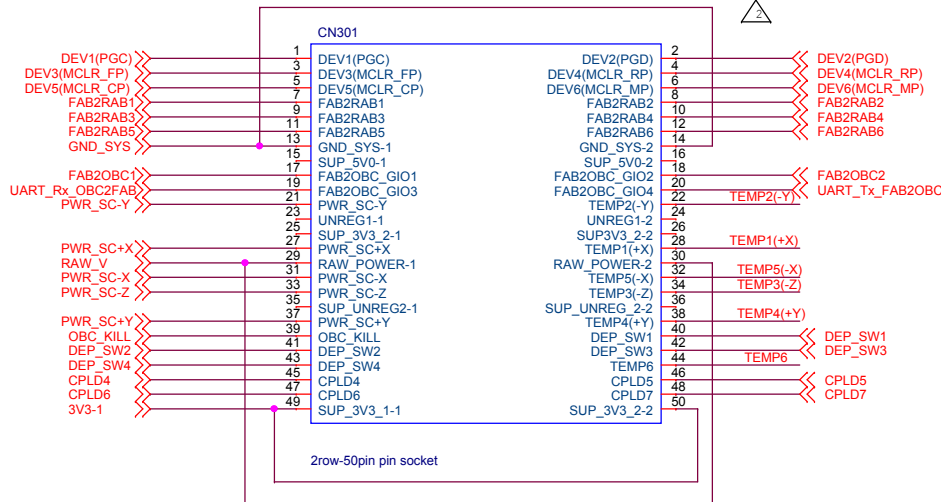 2
CN301
DEV1(PGC) 1 DEV1(PGC) DEV2(PGD) 2 DEV2(PGD)
DEV3(MCLR_FP) 3 DEV3(MCLR_FP) DEV4(MCLR_RP) 4 DEV4(MCLR_RP)
DEV5(MCLR_CP) 5 DEV5(MCLR_CP) DEV6(MCLR_MP) 6 DEV6(MCLR_MP)
FAB2RAB1 7 FAB2RAB1 FAB2RAB2 8 FAB2RAB2
FAB2RAB3 9 FAB2RAB3 FAB2RAB4 10 FAB2RAB4
FAB2RAB5 11 FAB2RAB5 FAB2RAB6 12 FAB2RAB6
GND_SYS 13 GND_SYS-1 GND_SYS-2 14
15 SUP_5V0-1 SUP_5V0-2 16
FAB2OBC1 17 FAB2OBC_GIO1 FAB2OBC_GIO2 18 FAB2OBC2
UART_Rx_OBC2FAB 19 FAB2OBC_GIO3 FAB2OBC_GIO4 20 UART_Tx_FAB2OBC
PWR_SC-Y 21 PWR_SC-Y TEMP2(-Y) 22 TEMP2(-Y)
23 UNREG1-1 UNREG1-2 24
25 SUP_3V3_2-1 SUP3V3_2-2 26
PWR_SC+X 27 PWR_SC+X TEMP1(+X) 28 TEMP1(+X)
RAW_V 29 RAW_POWER-1 RAW_POWER-2 30
PWR_SC-X 31 PWR_SC-X TEMP5(-X) 32 TEMP5(-X)
PWR_SC-Z 33 PWR_SC-Z TEMP3(-Z) 34 TEMP3(-Z)
35 SUP_UNREG2-1 SUP_UNREG_2-2 36
PWR_SC+Y 37 PWR_SC+Y TEMP4(+Y) 38 TEMP4(+Y)
OBC_KILL 39 OBC_KILL DEP_SW1 40 DEP_SW1
DEP_SW2 41 DEP_SW2 DEP_SW3 42 DEP_SW3
DEP_SW4 43 DEP_SW4 TEMP6 44 TEMP6
CPLD4 45 CPLD4 CPLD5 46 CPLD5
CPLD6 47 CPLD6 CPLD7 48 CPLD7
3V3-1 49 SUP_3V3_1-1 SUP_3V3_2-2 50
2row-50pin pin socket